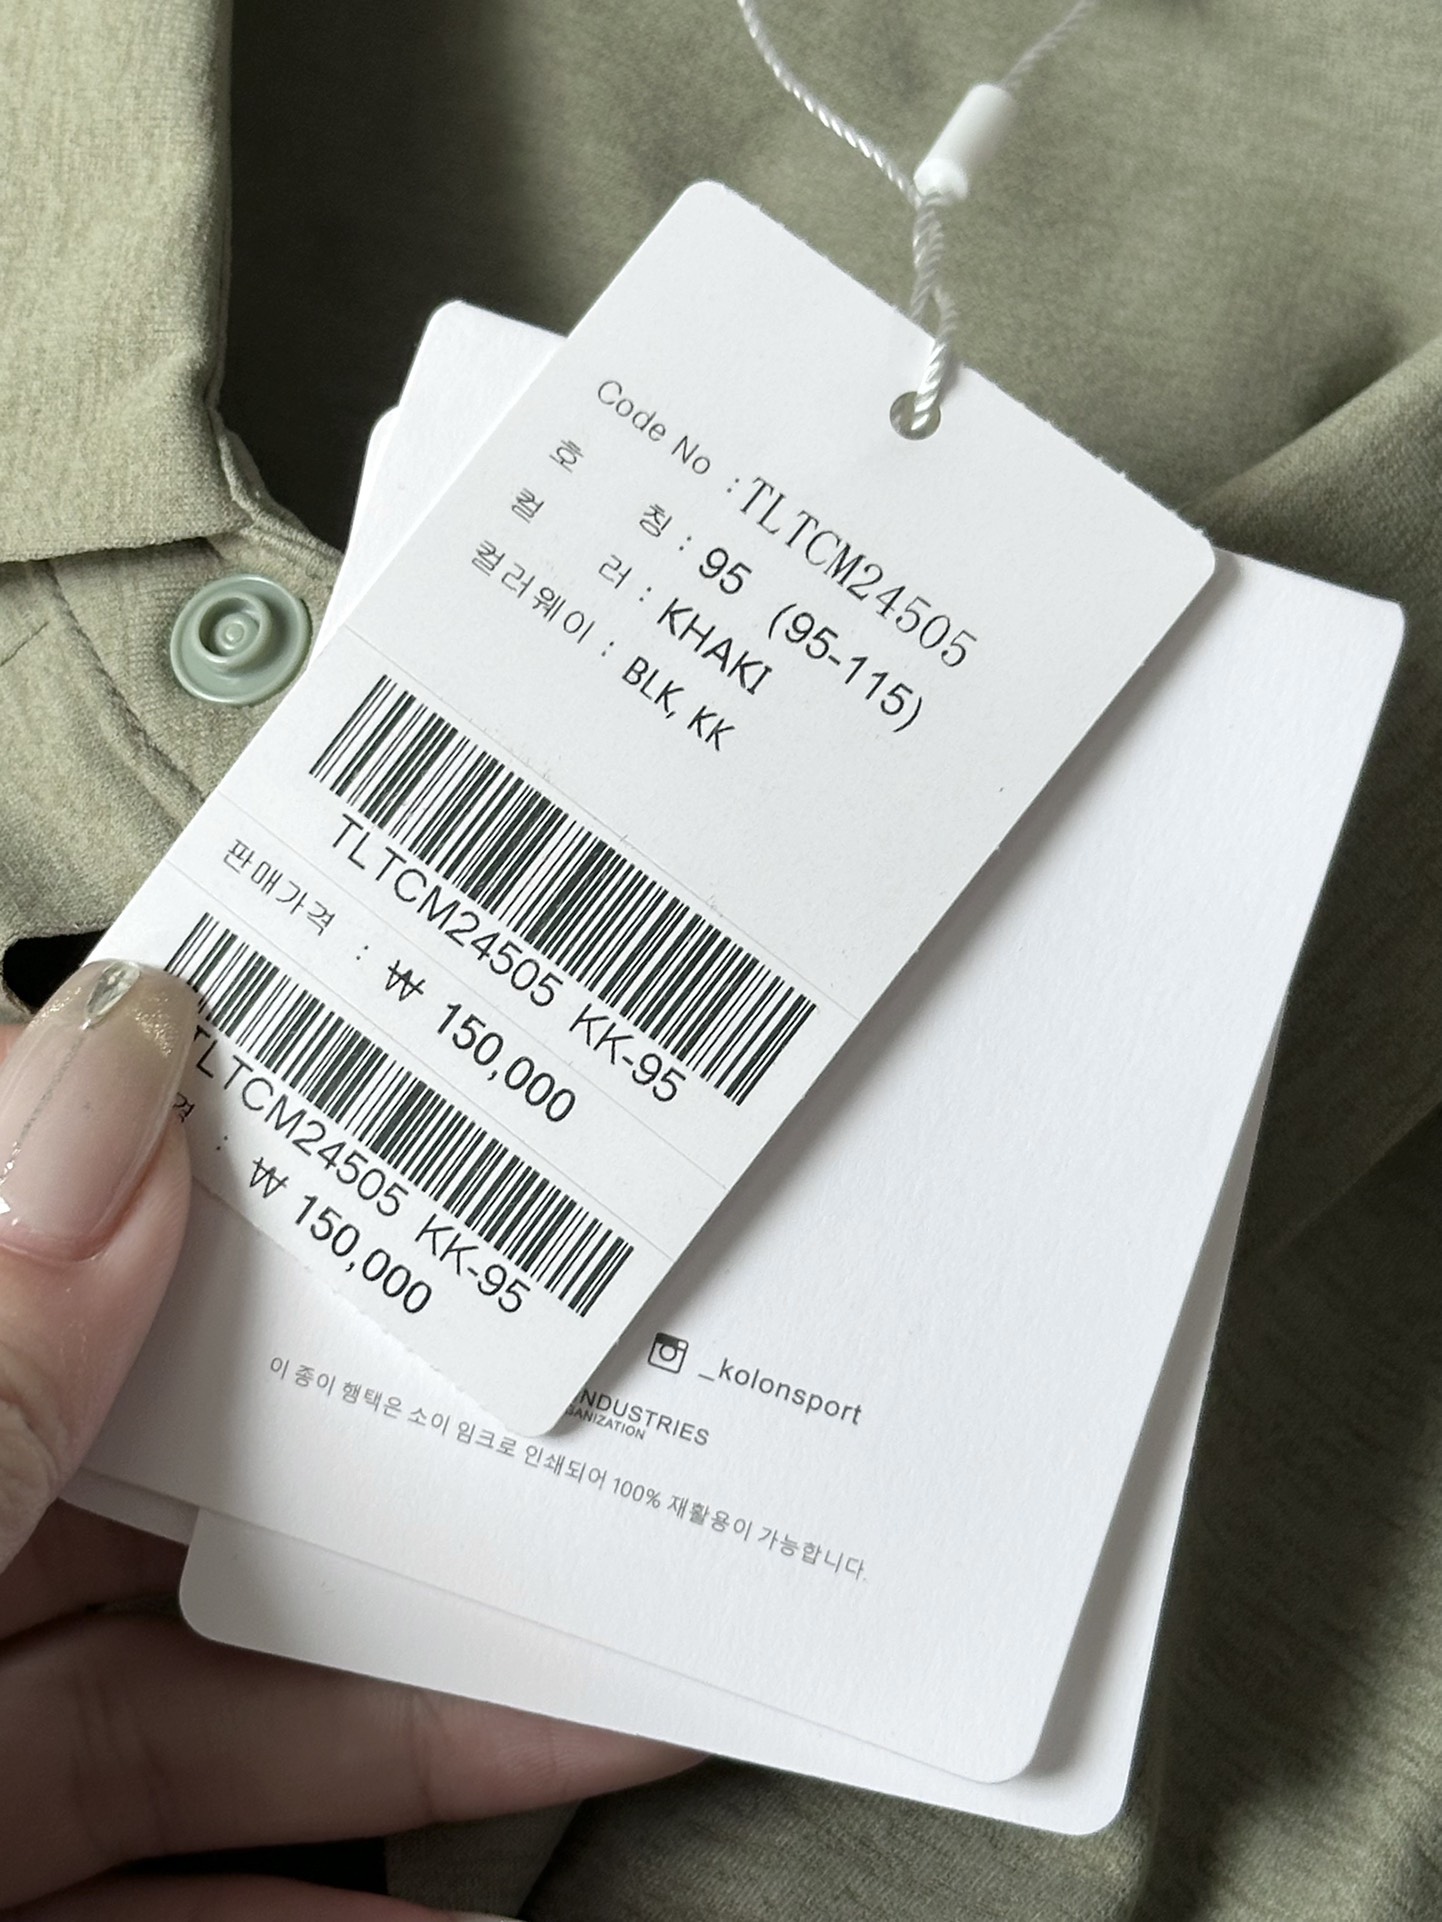 Code No : TLTCM24505
호 칭 : 95 (95-115)
컬 러 : KHAKI
컬러웨이 : BLK, KK
TLTCM24505 KK-95
판매가격 : ₩ 150,000
TLTCM24505 KK-95
격 : ₩ 150,000
_kolonsport
INDUSTRIES
GANIZATION
이 종이 행택은 소이 잉크로 인쇄되어 100% 재활용이 가능합니다.